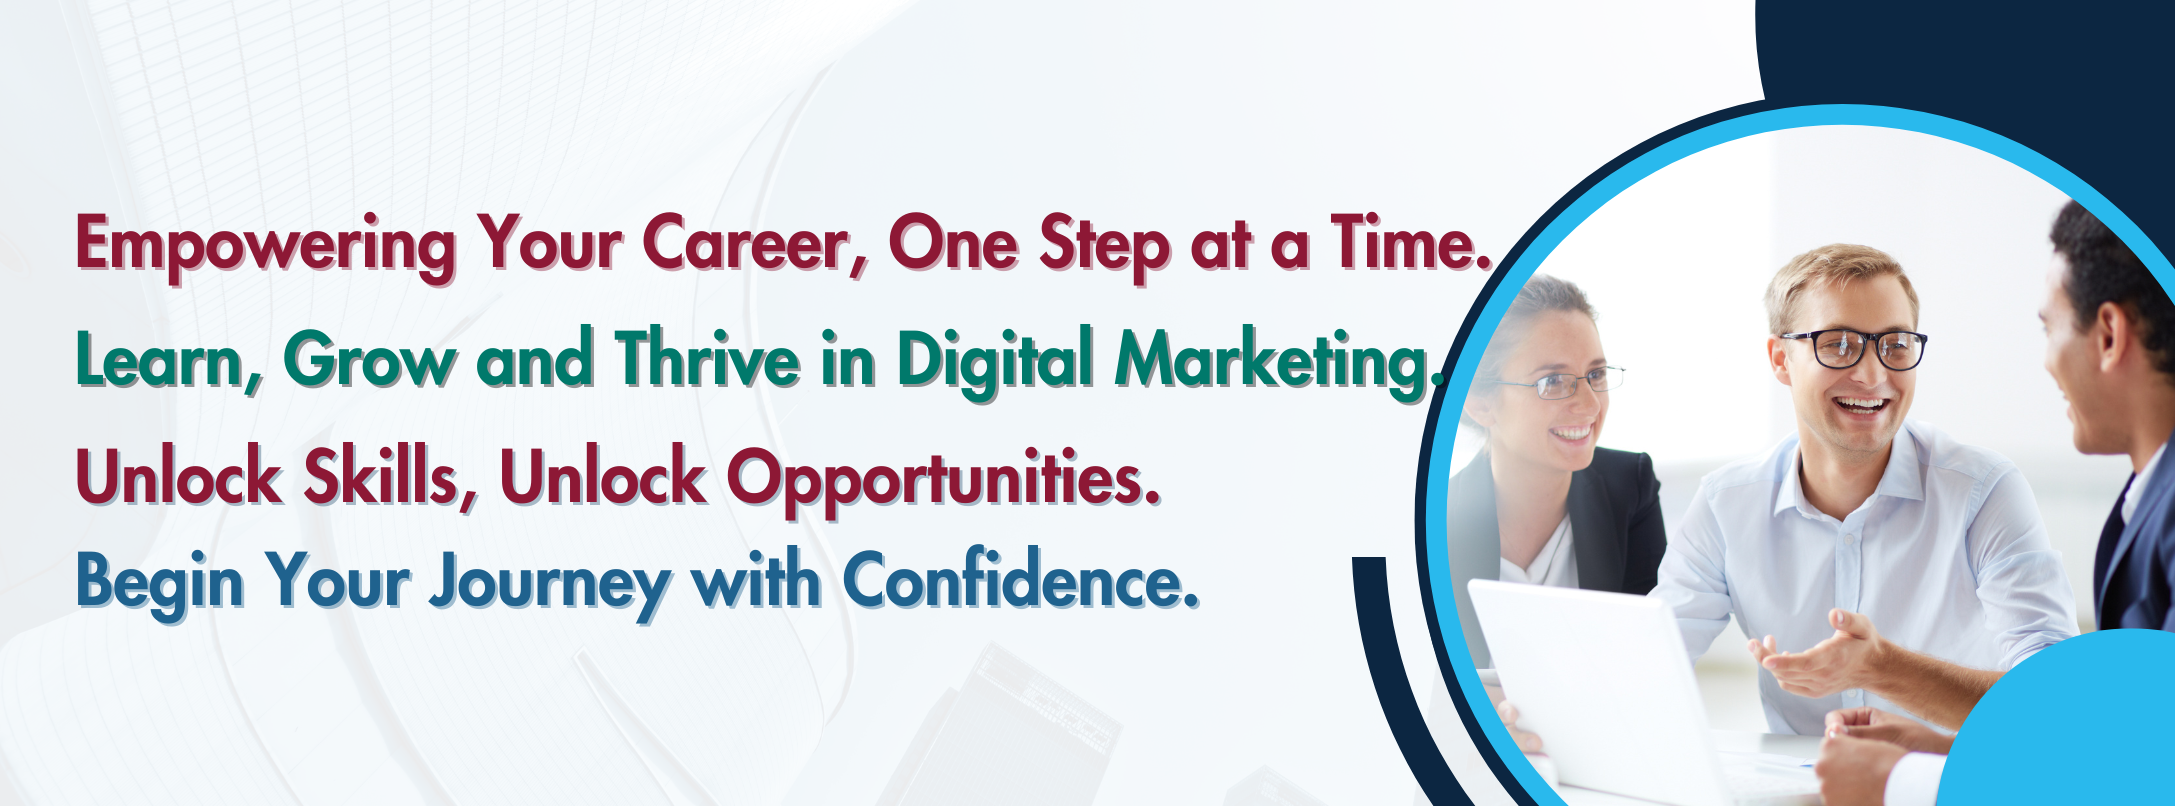 Empowering Your Career, One Step at a Time.
Learn, Grow and Thrive in Digital Marketing.
Unlock Skills, Unlock Opportunities.
Begin Your Journey with Confidence.